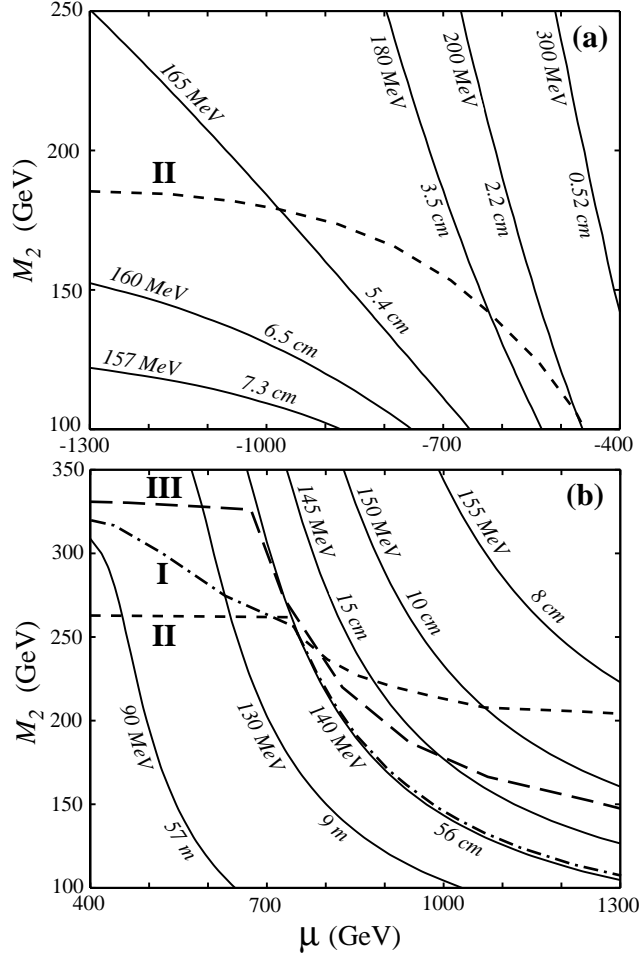 250
200
150
100
M₂ (GeV)
(a)
165 MeV
180 MeV
200 MeV
300 MeV
II
3.5 cm
2.2 cm
0.52 cm
160 MeV
6.5 cm
5.4 cm
157 MeV
7.3 cm
-1300 -1000 -700 -400
350
300
250
200
150
100
M₂ (GeV)
(b)
III
I
II
145 MeV
150 MeV
155 MeV
15 cm
10 cm
8 cm
90 MeV
130 MeV
140 MeV
57 m
9 m
56 cm
400 700 1000 1300
μ (GeV)